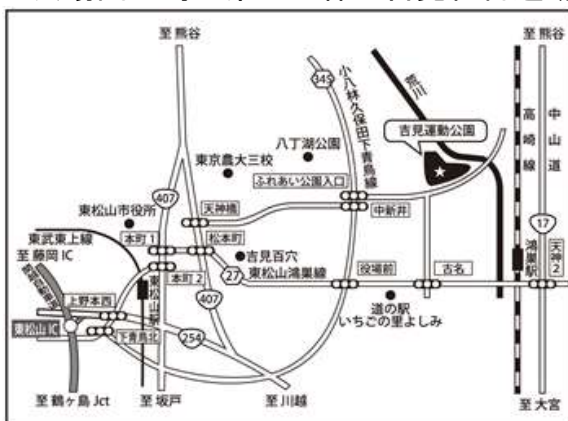 至 熊谷
至 熊谷
345
小八林久保田下青鳥線
荒川
高崎線
中山道
吉見運動公園
八丁湖公園
東京農大三校
ふれあい公園入口
407
天神橋
中新井
東松山市役所
17
東武東上線
本町 1
松本町
吉見百穴
鴻巣駅
天神2
至 藤岡 IC
本町 2
27
東松山鴻巣線
役場前
古名
上野本西
407
道の駅
いちごの里よしみ
東松山 IC
下青鳥北
254
至 鶴ヶ島 Jct
至 坂戸
至 川越
至 大宮